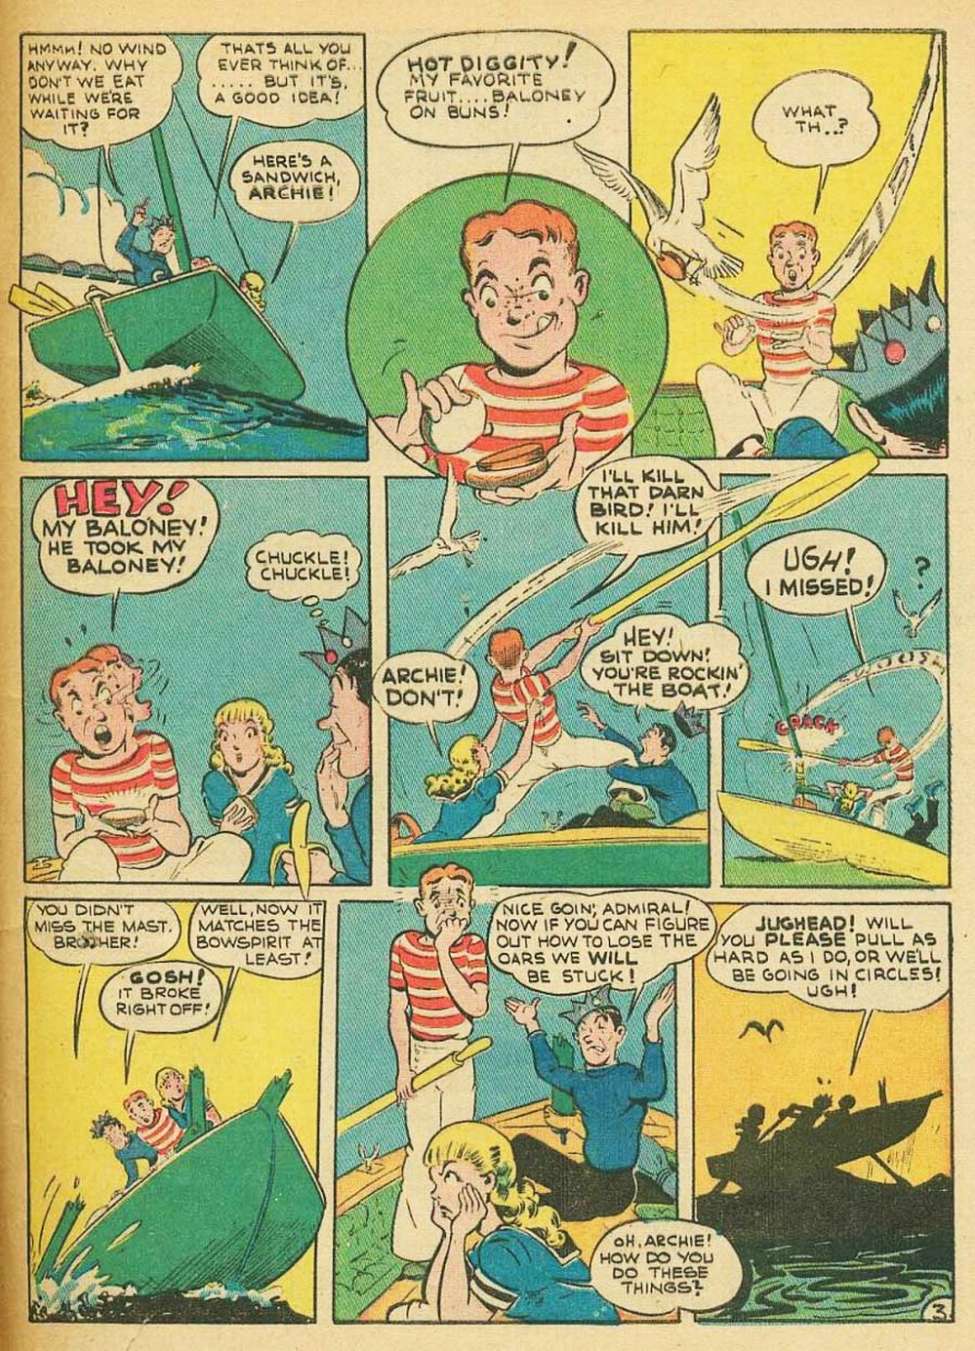 HMMM! NO WIND
ANYWAY. WHY
DON'T WE EAT
WHILE WE'RE
WAITING FOR
IT?
THATS ALL YOU
EVER THINK OF...
..... BUT IT'S,
A GOOD IDEA!
HERE'S A
SANDWICH,
ARCHIE!
HOT DIGGITY!
MY FAVORITE
FRUIT....BALONEY
ON BUNS!
WHAT
TH..?
HEY!
MY BALONEY!
HE TOOK MY
BALONEY!
CHUCKLE!
CHUCKLE!
I'LL KILL
THAT DARN
BIRD! I'LL
KILL HIM!
ARCHIE!
DON'T!
HEY!
SIT DOWN!
YOU'RE ROCKIN'
THE BOAT!
UGH!
I MISSED!
?
SWOOSH
CRACK
YOU DIDN'T
MISS THE MAST,
BROTHER!
GOSH!
IT BROKE
RIGHT OFF!
WELL, NOW IT
MATCHES THE
BOWSPIRIT AT
LEAST!
NICE GOIN', ADMIRAL!
NOW IF YOU CAN FIGURE
OUT HOW TO LOSE THE
OARS WE WILL
BE STUCK!
OH, ARCHIE!
HOW DO YOU
DO THESE
THINGS?
JUGHEAD! WILL
YOU PLEASE PULL AS
HARD AS I DO, OR WE'LL
BE GOING IN CIRCLES!
UGH!
3